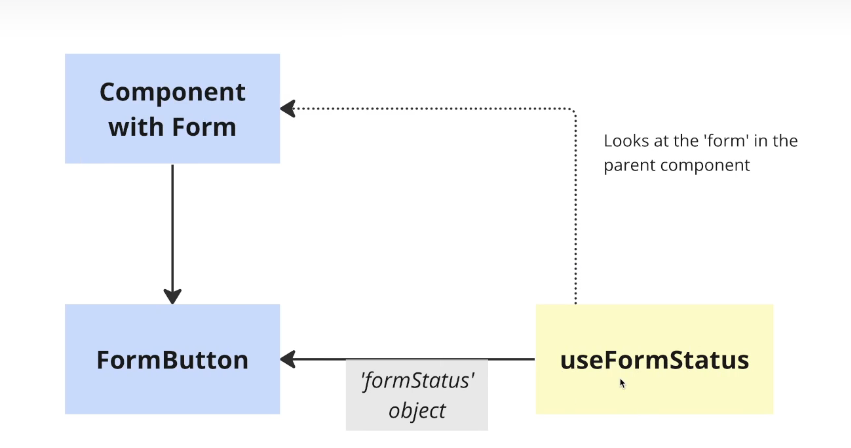 Component
with Form
Looks at the 'form' in the
parent component
FormButton
useFormStatus
'formStatus'
object